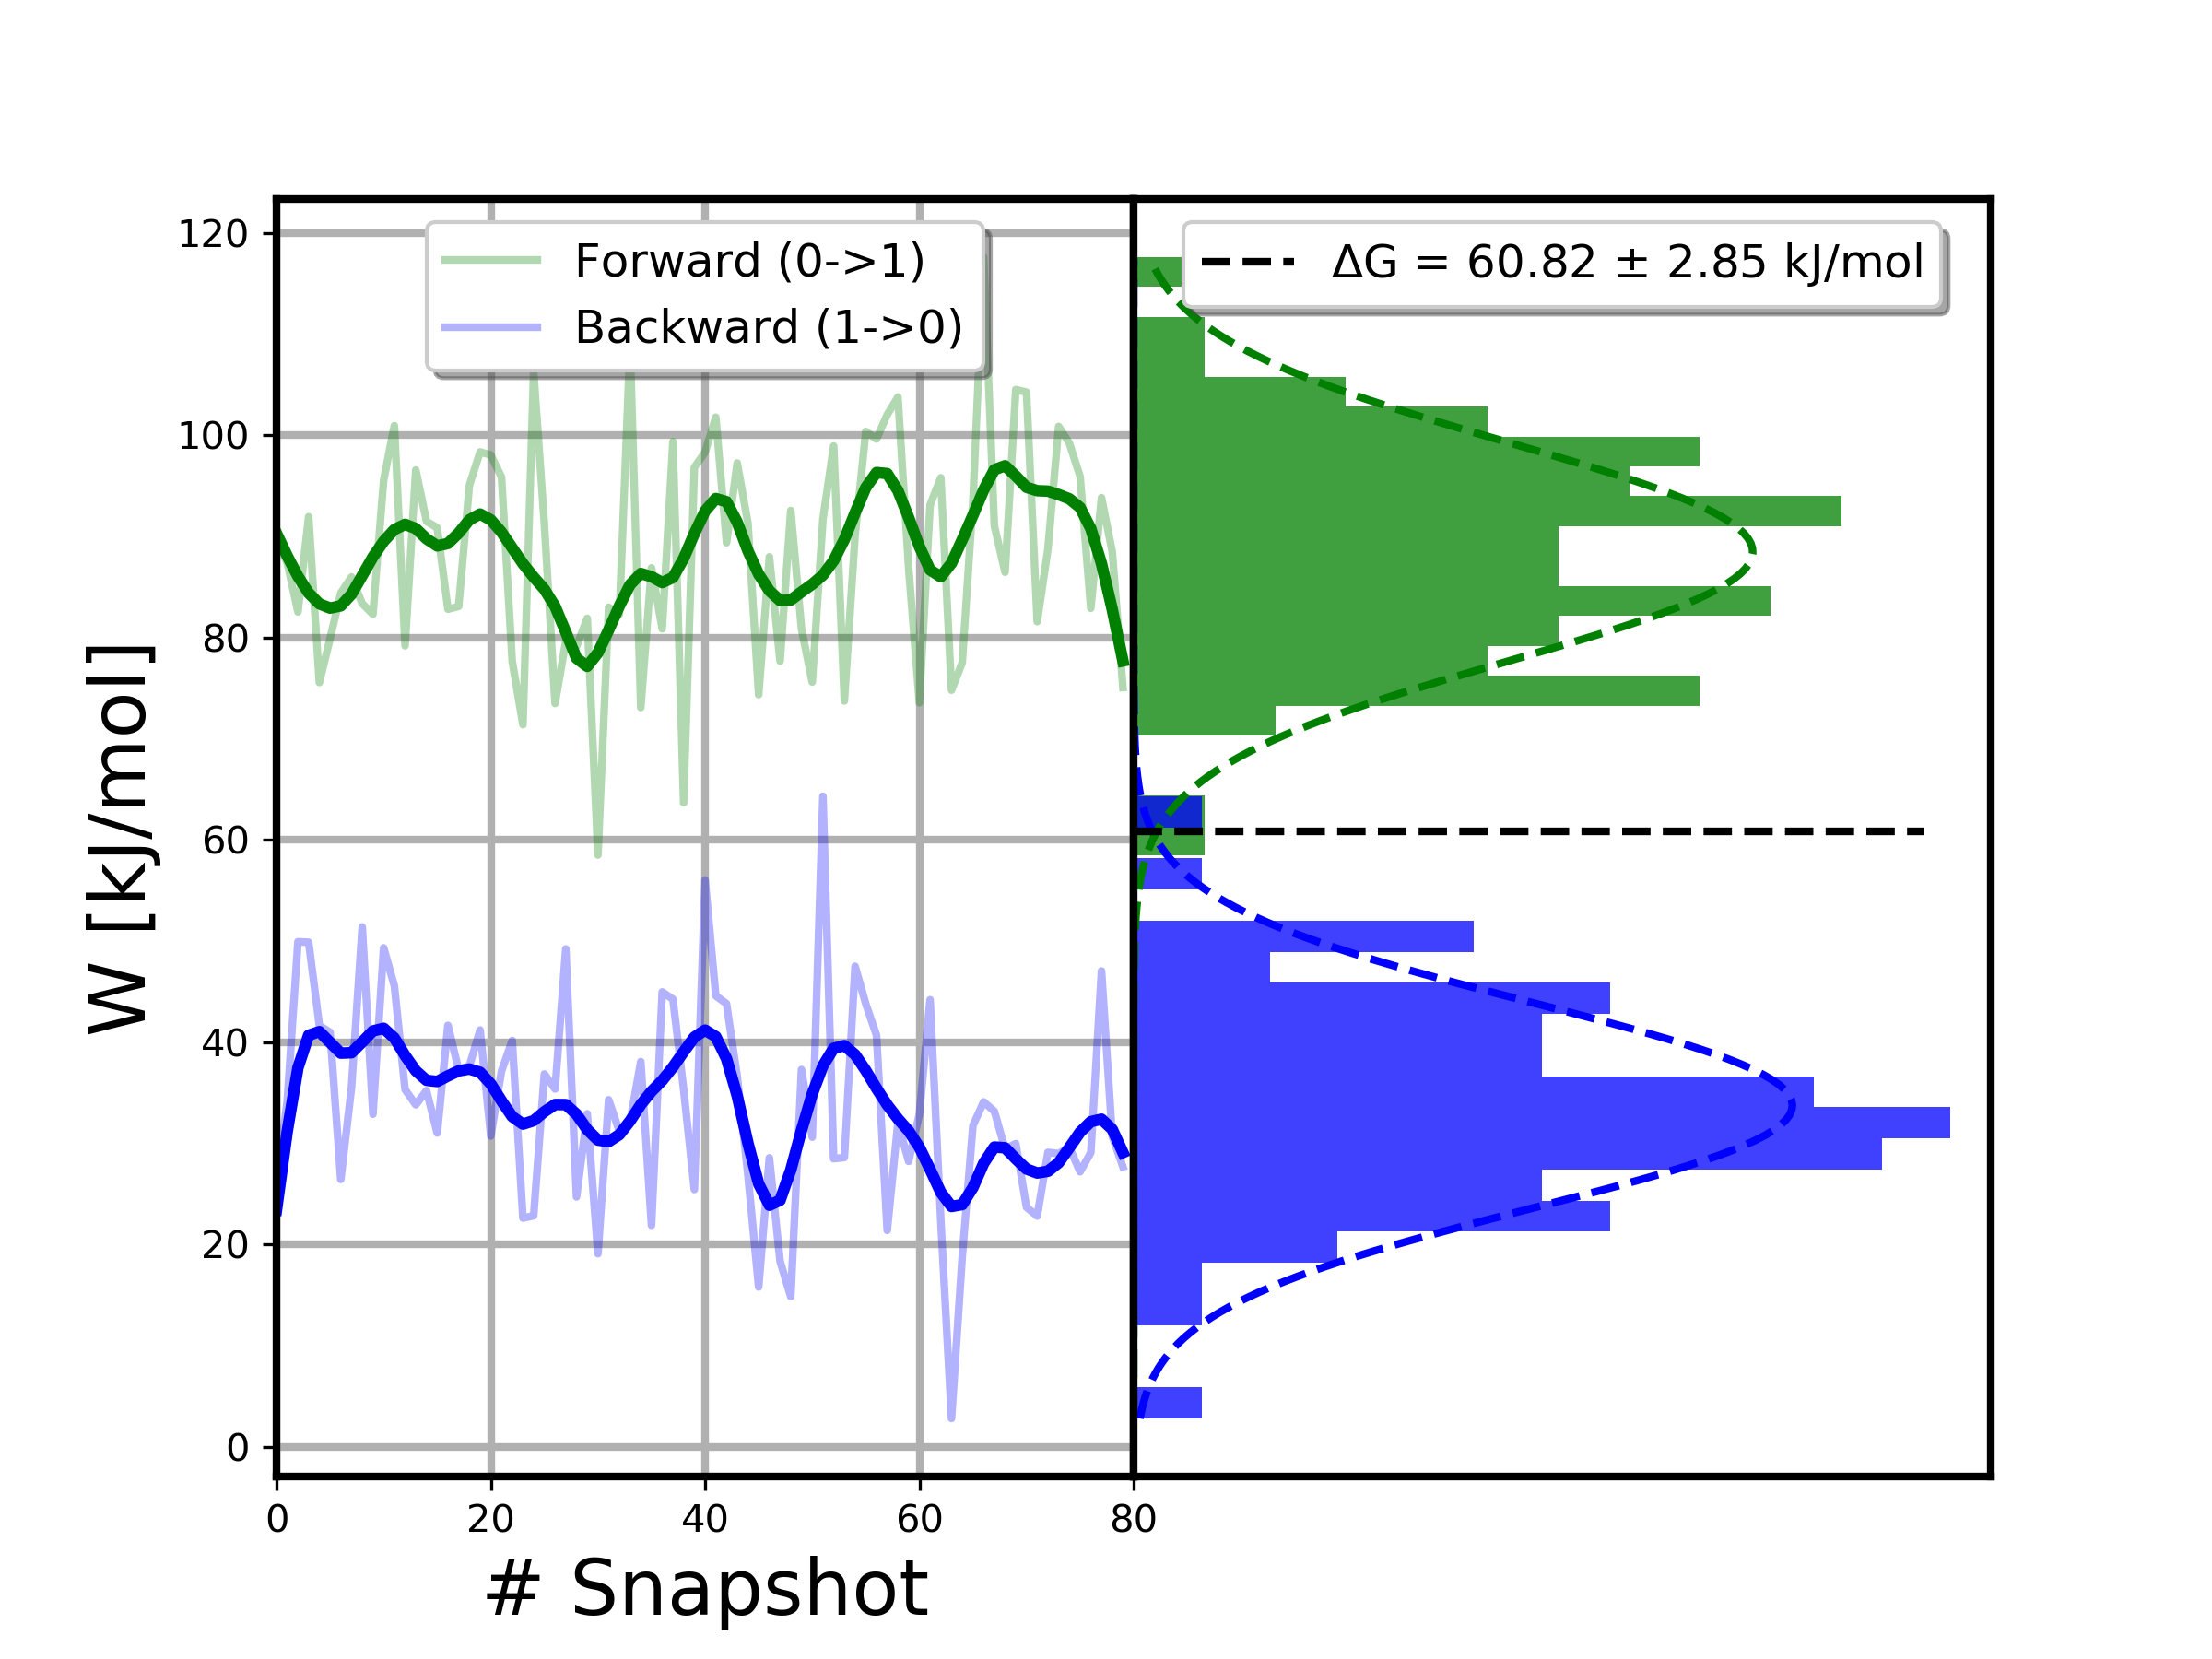 Forward (0->1)
Backward (1->0)
ΔG = 60.82 ± 2.85 kJ/mol
120
100
80
60
40
20
0
W [kJ/mol]
0 20 40 60 80
# Snapshot